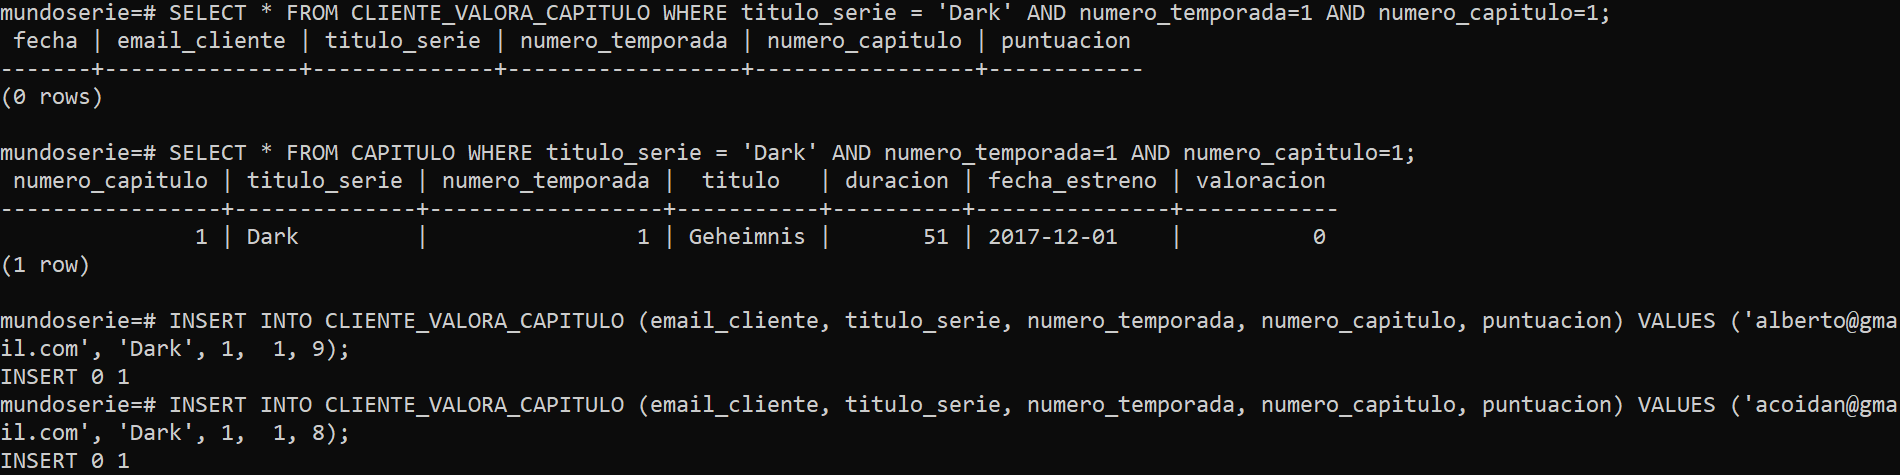 mundoserie=# SELECT * FROM CLIENTE_VALORA_CAPITULO WHERE titulo_serie = 'Dark' AND numero_temporada=1 AND numero_capitulo=1;
 fecha | email_cliente | titulo_serie | numero_temporada | numero_capitulo | puntuacion
-------+---------------+--------------+------------------+-----------------+------------
(0 rows)

mundoserie=# SELECT * FROM CAPITULO WHERE titulo_serie = 'Dark' AND numero_temporada=1 AND numero_capitulo=1;
 numero_capitulo | titulo_serie | numero_temporada |  titulo   | duracion | fecha_estreno | valoracion
-----------------+--------------+------------------+-----------+----------+---------------+------------
               1 | Dark         |                1 | Geheimnis |       51 | 2017-12-01    |          0
(1 row)

mundoserie=# INSERT INTO CLIENTE_VALORA_CAPITULO (email_cliente, titulo_serie, numero_temporada, numero_capitulo, puntuacion) VALUES ('alberto@gma
il.com', 'Dark', 1,  1, 9);
INSERT 0 1
mundoserie=# INSERT INTO CLIENTE_VALORA_CAPITULO (email_cliente, titulo_serie, numero_temporada, numero_capitulo, puntuacion) VALUES ('acoidan@gma
il.com', 'Dark', 1,  1, 8);
INSERT 0 1